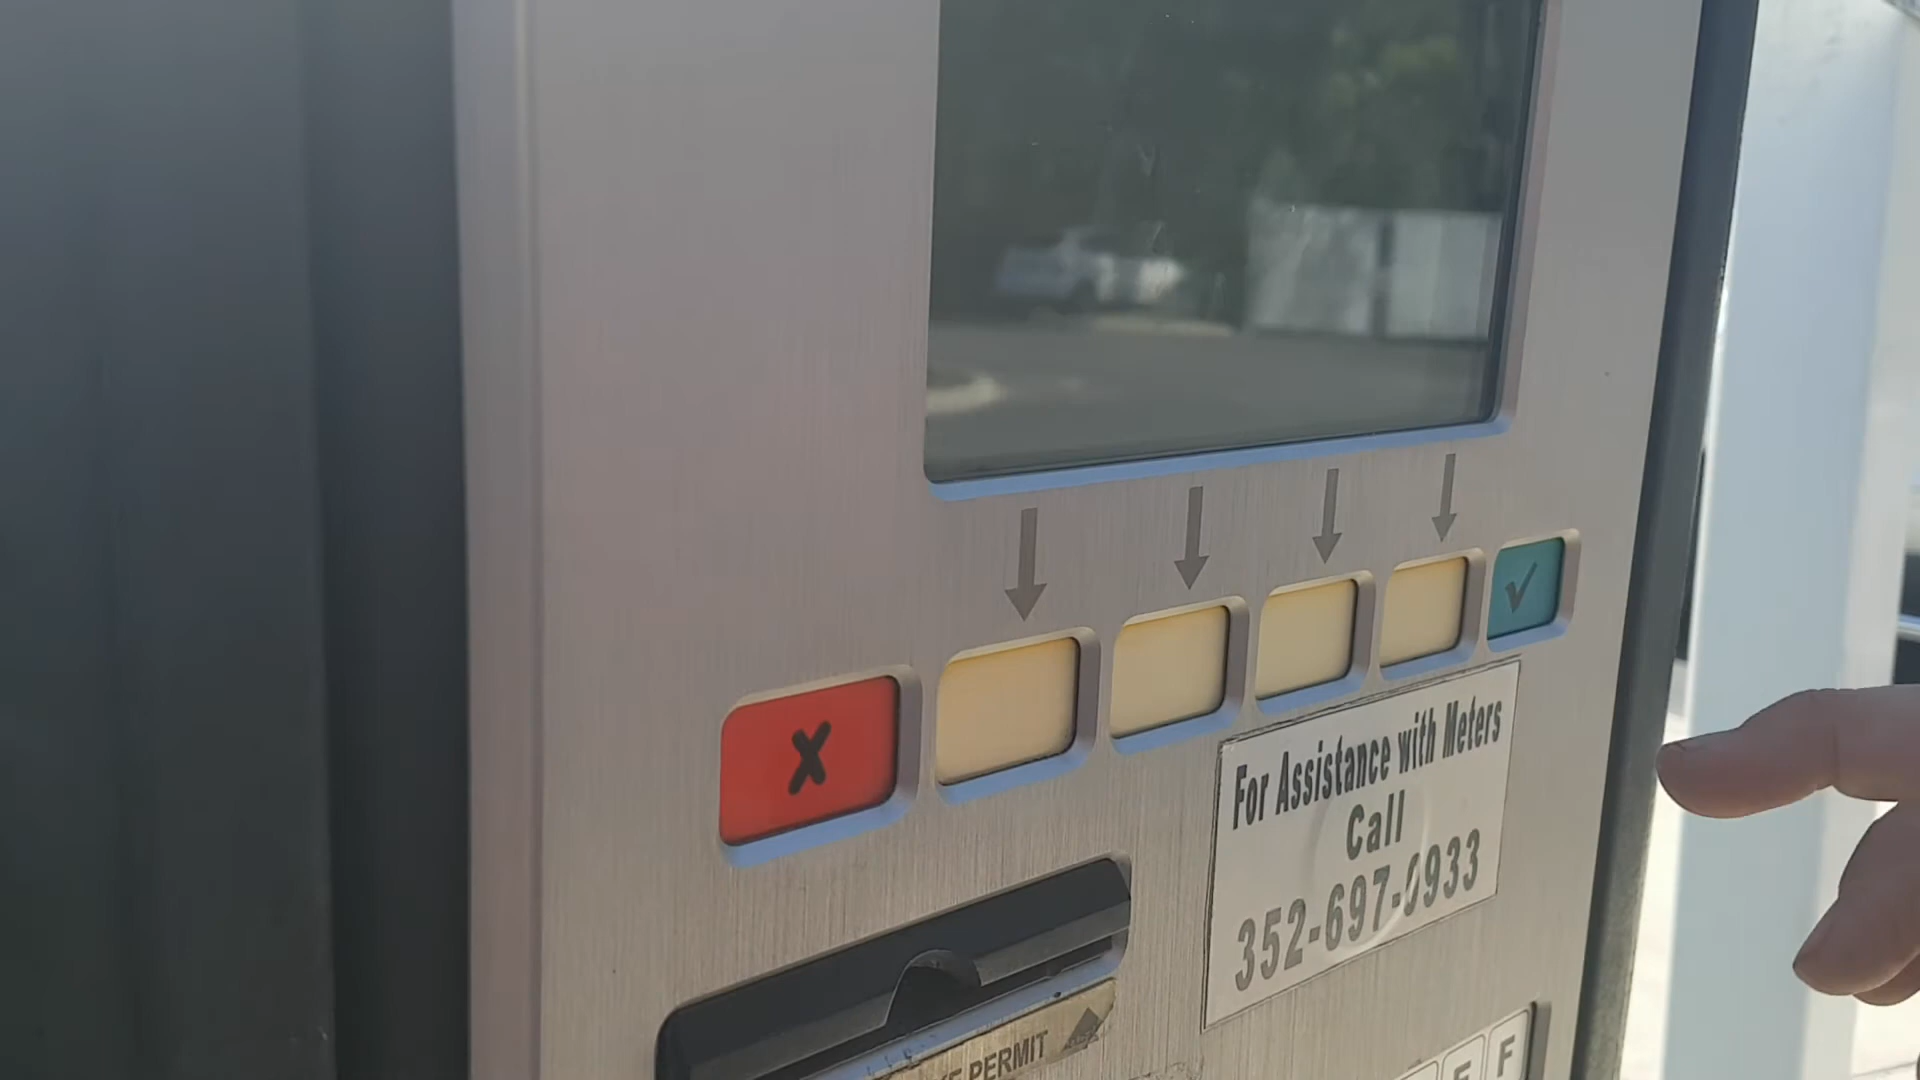 X
✓
For Assistance with Meters
Call
352-697-0933
PERMIT
E F